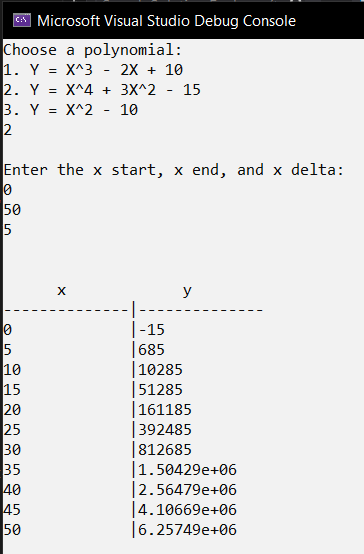 Microsoft Visual Studio Debug Console
Choose a polynomial:
1. Y = X^3 - 2X + 10
2. Y = X^4 + 3X^2 - 15
3. Y = X^2 - 10
2
Enter the x start, x end, and x delta:
0
50
5
x y
--------------|--------------
0 |-15
5 |685
10 |10285
15 |51285
20 |161185
25 |392485
30 |812685
35 |1.50429e+06
40 |2.56479e+06
45 |4.10669e+06
50 |6.25749e+06